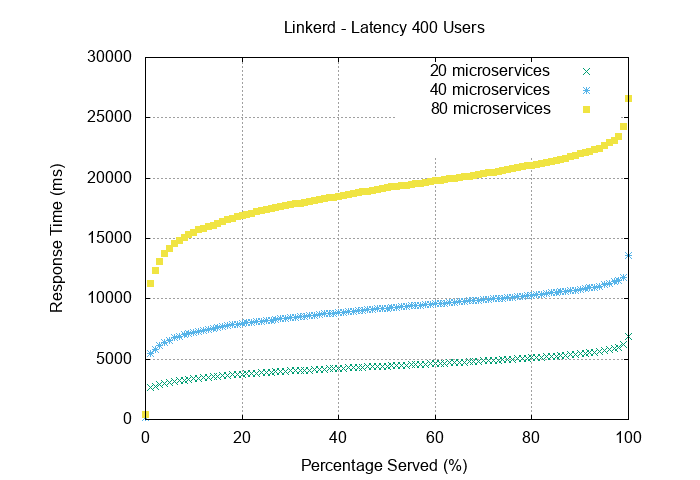 Linkerd - Latency 400 Users
30000
25000
20000
15000
10000
5000
0
Response Time (ms)
20 microservices
40 microservices
80 microservices
0 20 40 60 80 100
Percentage Served (%)